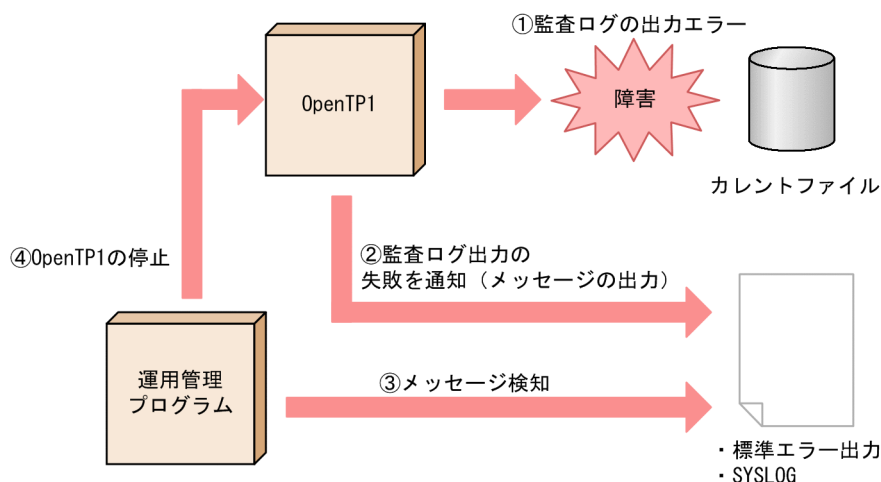 ①監査ログの出力エラー
OpenTP1
障害
カレントファイル
④OpenTP1の停止
②監査ログ出力の
失敗を通知（メッセージの出力）
運用管理
プログラム
③メッセージ検知
・標準エラー出力
・SYSLOG